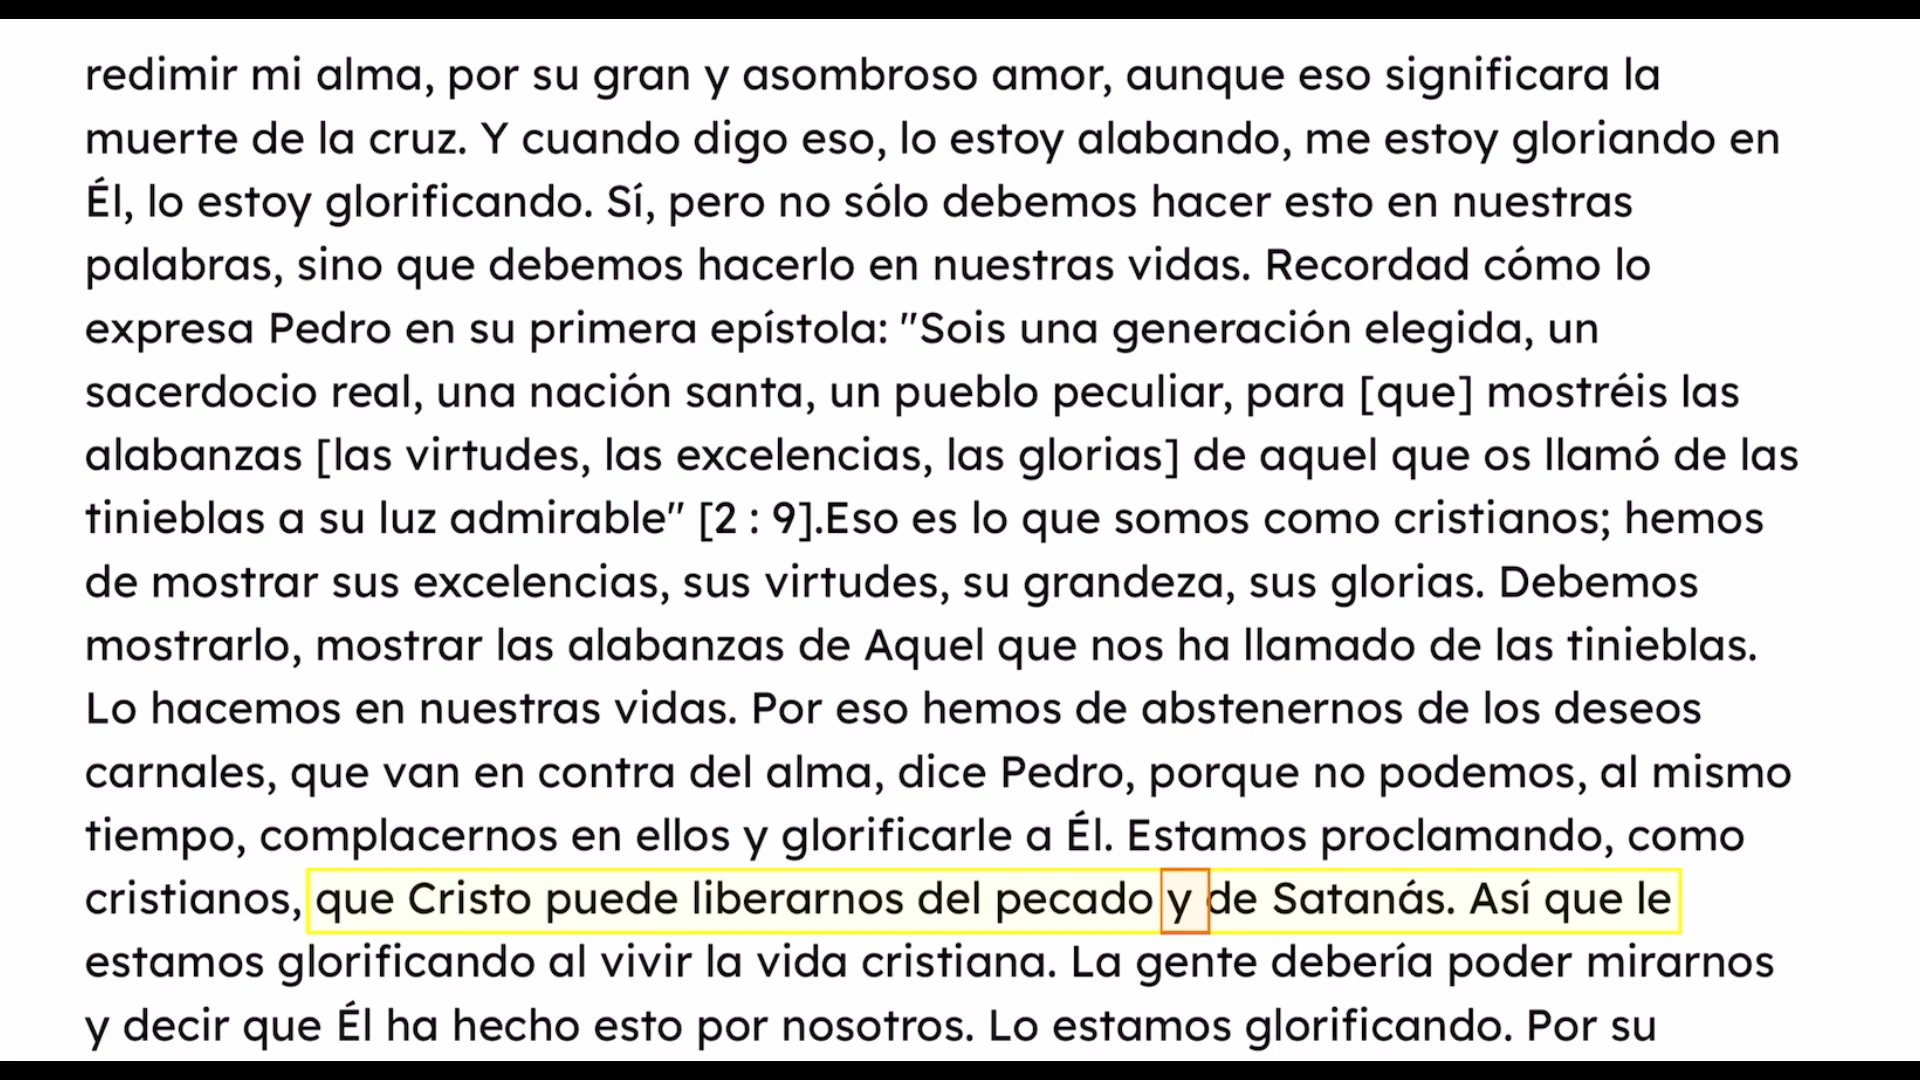 redimir mi alma, por su gran y asombroso amor, aunque eso significara la
muerte de la cruz. Y cuando digo eso, lo estoy alabando, me estoy gloriando en
Él, lo estoy glorificando. Sí, pero no sólo debemos hacer esto en nuestras
palabras, sino que debemos hacerlo en nuestras vidas. Recordad cómo lo
expresa Pedro en su primera epístola: "Sois una generación elegida, un
sacerdocio real, una nación santa, un pueblo peculiar, para [que] mostréis las
alabanzas [las virtudes, las excelencias, las glorias] de aquel que os llamó de las
tinieblas a su luz admirable" [2 : 9].Eso es lo que somos como cristianos; hemos
de mostrar sus excelencias, sus virtudes, su grandeza, sus glorias. Debemos
mostrarlo, mostrar las alabanzas de Aquel que nos ha llamado de las tinieblas.
Lo hacemos en nuestras vidas. Por eso hemos de abstenernos de los deseos
carnales, que van en contra del alma, dice Pedro, porque no podemos, al mismo
tiempo, complacernos en ellos y glorificarle a Él. Estamos proclamando, como
cristianos, que Cristo puede liberarnos del pecado y de Satanás. Así que le
estamos glorificando al vivir la vida cristiana. La gente debería poder mirarnos
y decir que Él ha hecho esto por nosotros. Lo estamos glorificando. Por su